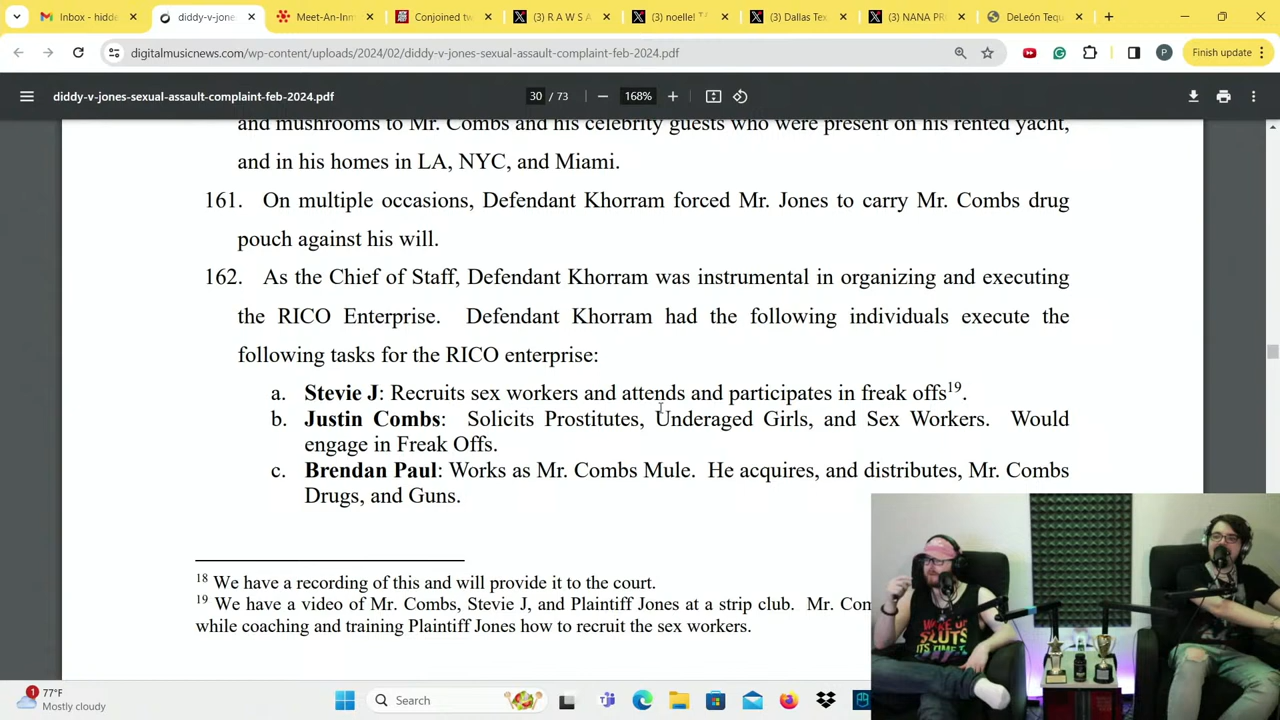 Inbox - hidde
diddy-v-jones
Meet-An-Inm
Conjoined tw
(3) R A W S A
(3) noelle!
(3) Dallas Tex
(3) NANA PR
DeLeón Tequ
digitalmusicnews.com/wp-content/uploads/2024/02/diddy-v-jones-sexual-assault-complaint-feb-2024.pdf
P
Finish update
diddy-v-jones-sexual-assault-complaint-feb-2024.pdf
30 / 73
168%
and mushrooms to Mr. Combs and his celebrity guests who were present on his rented yacht,
and in his homes in LA, NYC, and Miami.
161. On multiple occasions, Defendant Khorram forced Mr. Jones to carry Mr. Combs drug
pouch against his will.
162. As the Chief of Staff, Defendant Khorram was instrumental in organizing and executing
the RICO Enterprise. Defendant Khorram had the following individuals execute the
following tasks for the RICO enterprise:
a. Stevie J: Recruits sex workers and attends and participates in freak offs19.
b. Justin Combs: Solicits Prostitutes, Underaged Girls, and Sex Workers. Would
engage in Freak Offs.
c. Brendan Paul: Works as Mr. Combs Mule. He acquires, and distributes, Mr. Combs
Drugs, and Guns.
18 We have a recording of this and will provide it to the court.
19 We have a video of Mr. Combs, Stevie J, and Plaintiff Jones at a strip club. Mr. Com
while coaching and training Plaintiff Jones how to recruit the sex workers.
WAKE UP
SLUTS
ITS TIME
1
77°F
Mostly cloudy
Search